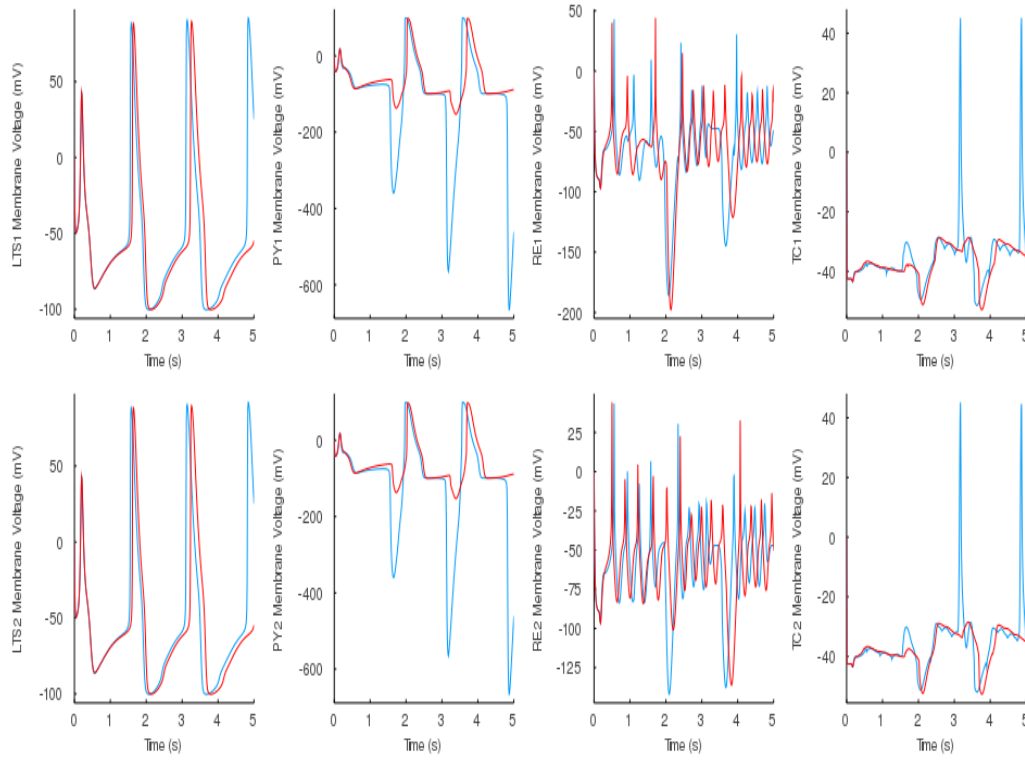 LTS1 Membrane Voltage (mV)
50
0
-50
-100
0 1 2 3 4 5
Time (s)
PY1 Membrane Voltage (mV)
0
-200
-400
-600
0 1 2 3 4 5
Time (s)
RE1 Membrane Voltage (mV)
50
0
-50
-100
-150
-200
0 1 2 3 4 5
Time (s)
TC1 Membrane Voltage (mV)
40
20
0
-20
-40
0 1 2 3 4 5
Time (s)
LTS2 Membrane Voltage (mV)
50
0
-50
-100
0 1 2 3 4 5
Time (s)
PY2 Membrane Voltage (mV)
0
-200
-400
-600
0 1 2 3 4 5
Time (s)
RE2 Membrane Voltage (mV)
25
0
-25
-50
-75
-100
-125
0 1 2 3 4 5
Time (s)
TC2 Membrane Voltage (mV)
40
20
0
-20
-40
0 1 2 3 4 5
Time (s)